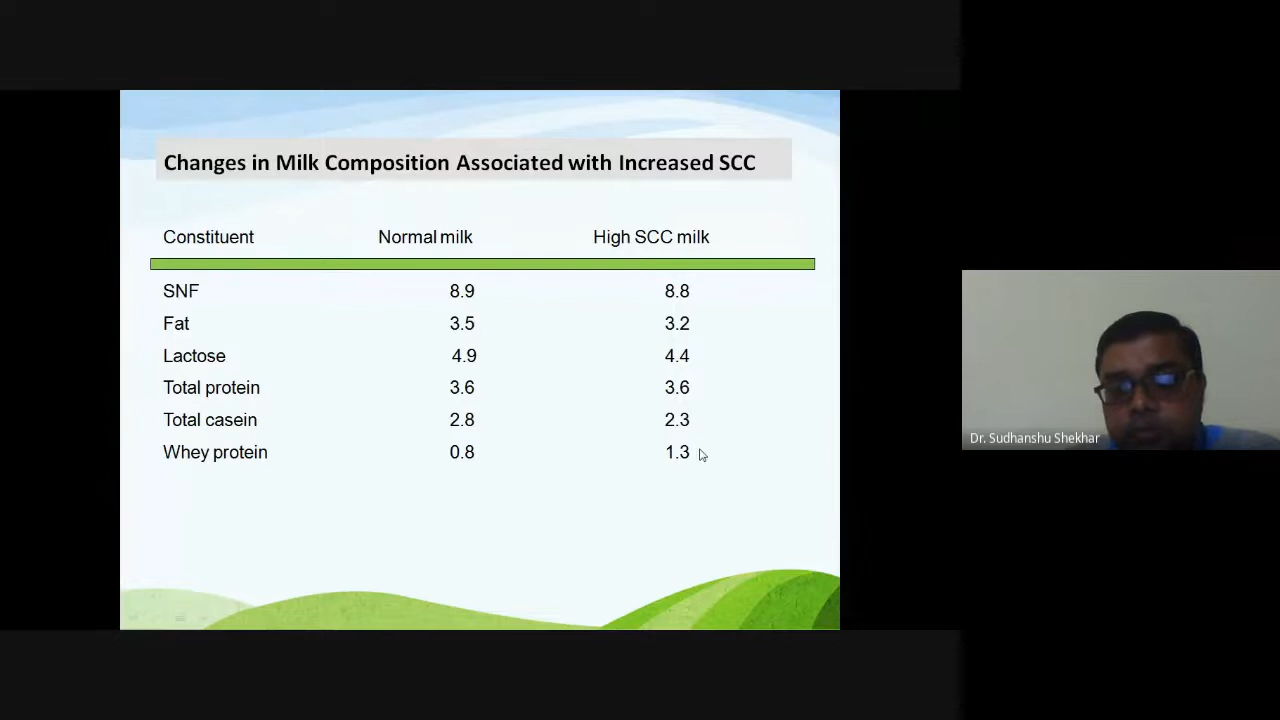 Changes in Milk Composition Associated with Increased SCC
Constituent Normal milk High SCC milk
SNF 8.9 8.8
Fat 3.5 3.2
Lactose 4.9 4.4
Total protein 3.6 3.6
Total casein 2.8 2.3
Whey protein 0.8 1.3
Dr. Sudhanshu Shekhar